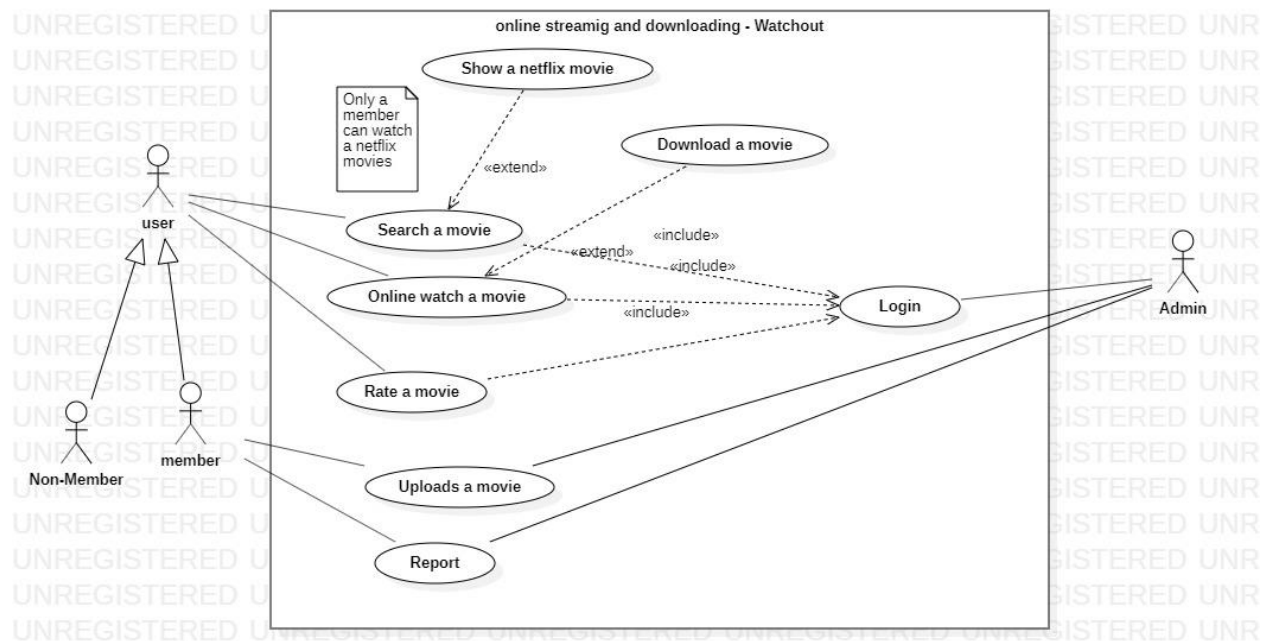 online streamig and downloading - Watchout
Show a netflix movie
Only a
member
can watch
a netflix
movies
Download a movie
«extend»
user
Search a movie
«include»
«extend»
«include»
Online watch a movie
Login
Admin
«include»
Rate a movie
member
Non-Member
Uploads a movie
Report
UNREGISTERED